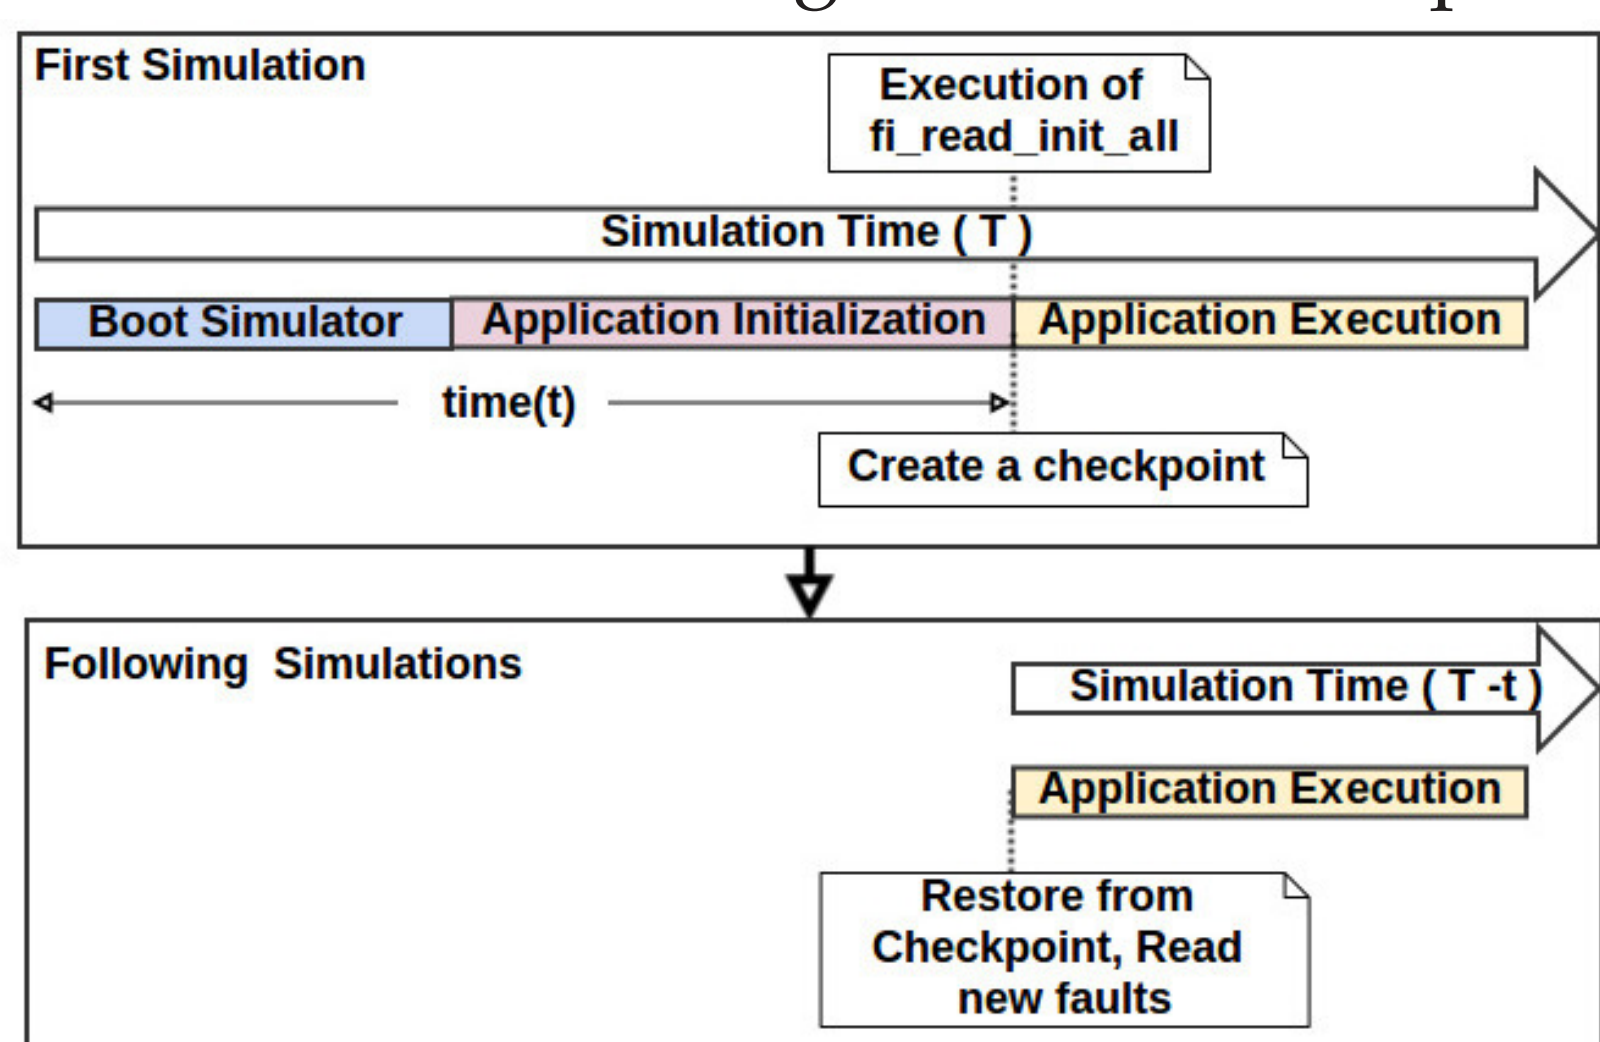 First Simulation
Execution of
fi_read_init_all
Simulation Time ( T )
Boot Simulator
Application Initialization
Application Execution
time(t)
Create a checkpoint
Following  Simulations
Simulation Time ( T -t )
Application Execution
Restore from
Checkpoint, Read
new faults